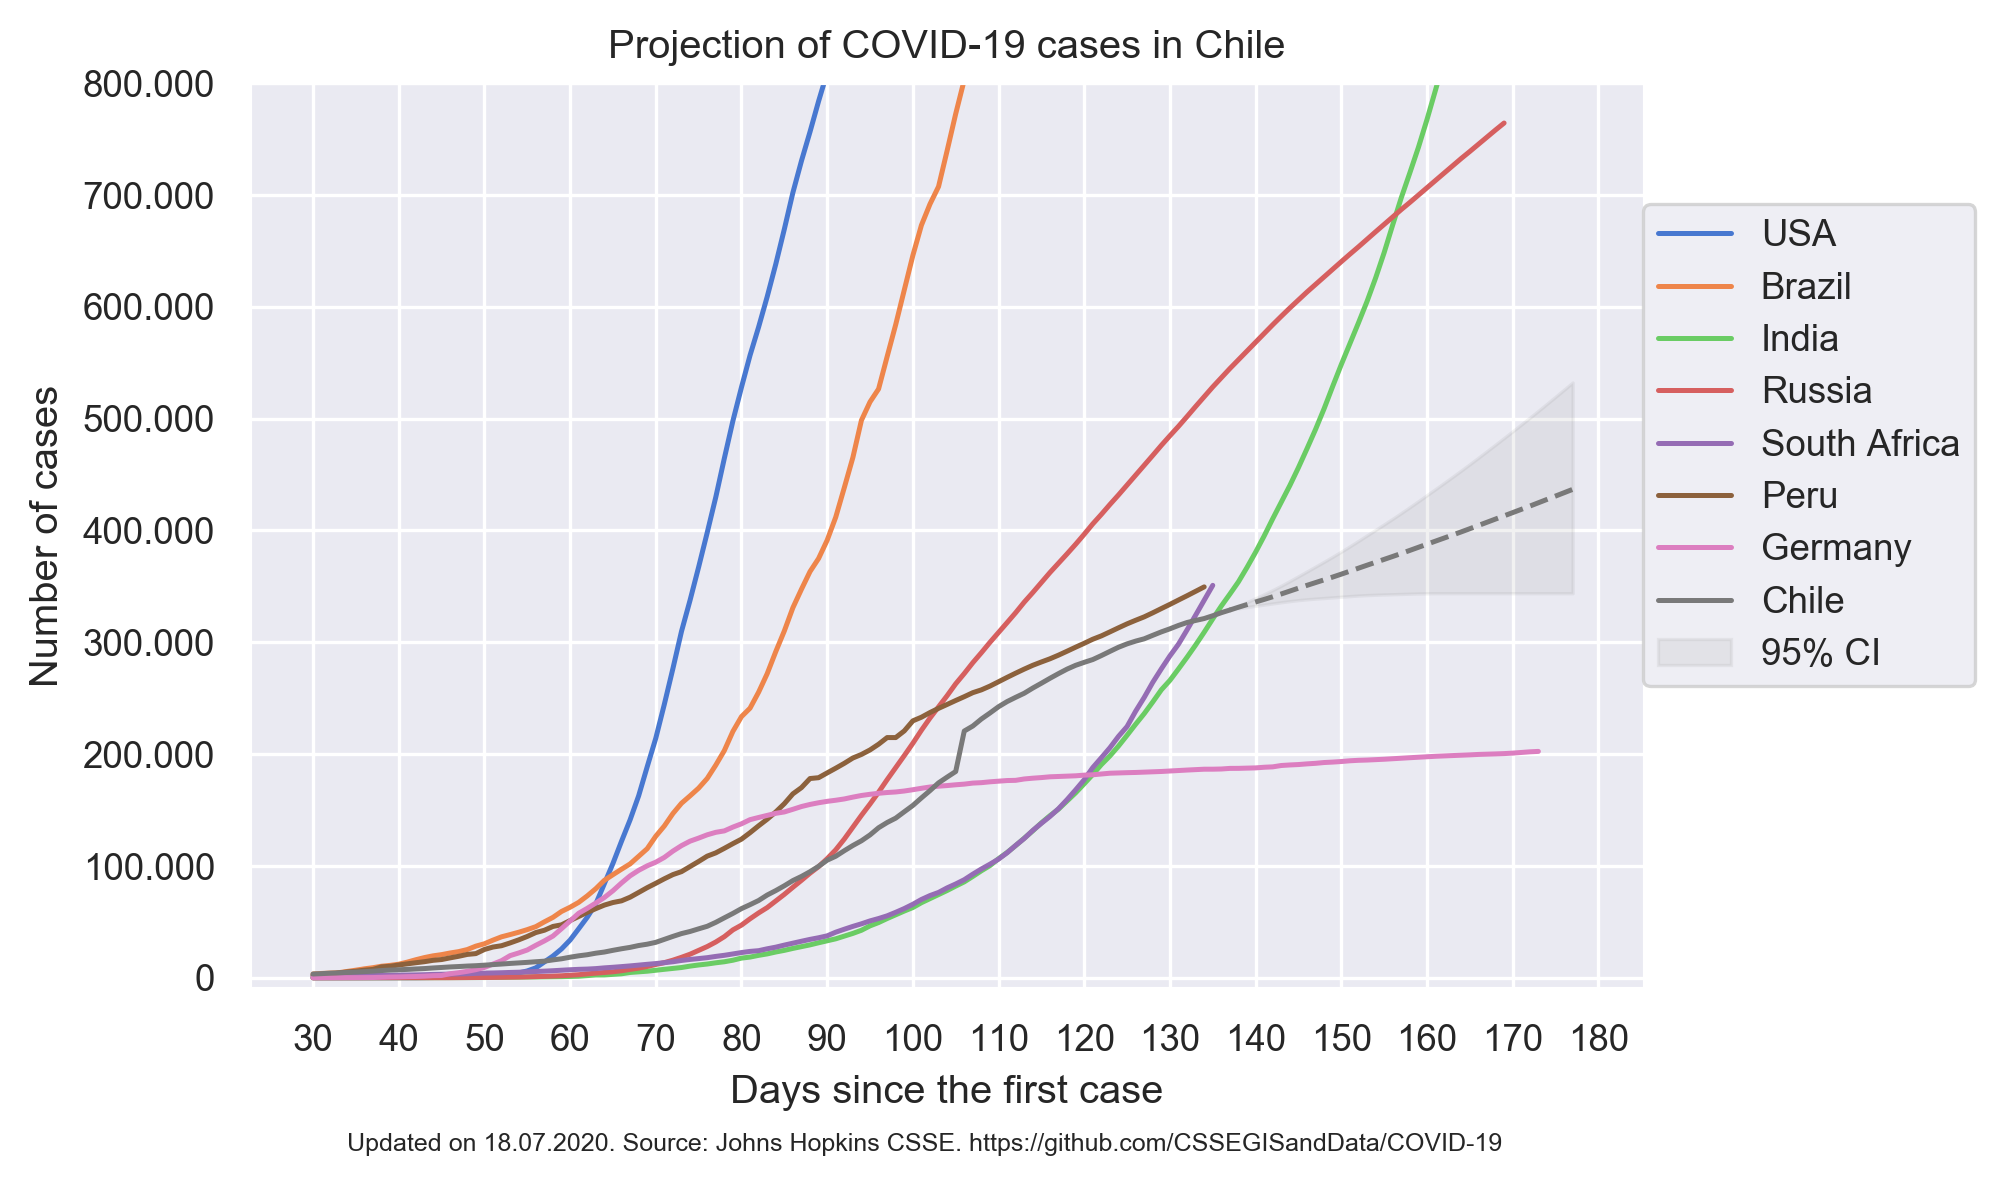 Projection of COVID-19 cases in Chile
800.000
700.000
600.000
500.000
400.000
300.000
200.000
100.000
0
Number of cases
USA
Brazil
India
Russia
South Africa
Peru
Germany
Chile
95% CI
30 40 50 60 70 80 90 100 110 120 130 140 150 160 170 180
Days since the first case
Updated on 18.07.2020. Source: Johns Hopkins CSSE. https://github.com/CSSEGISandData/COVID-19